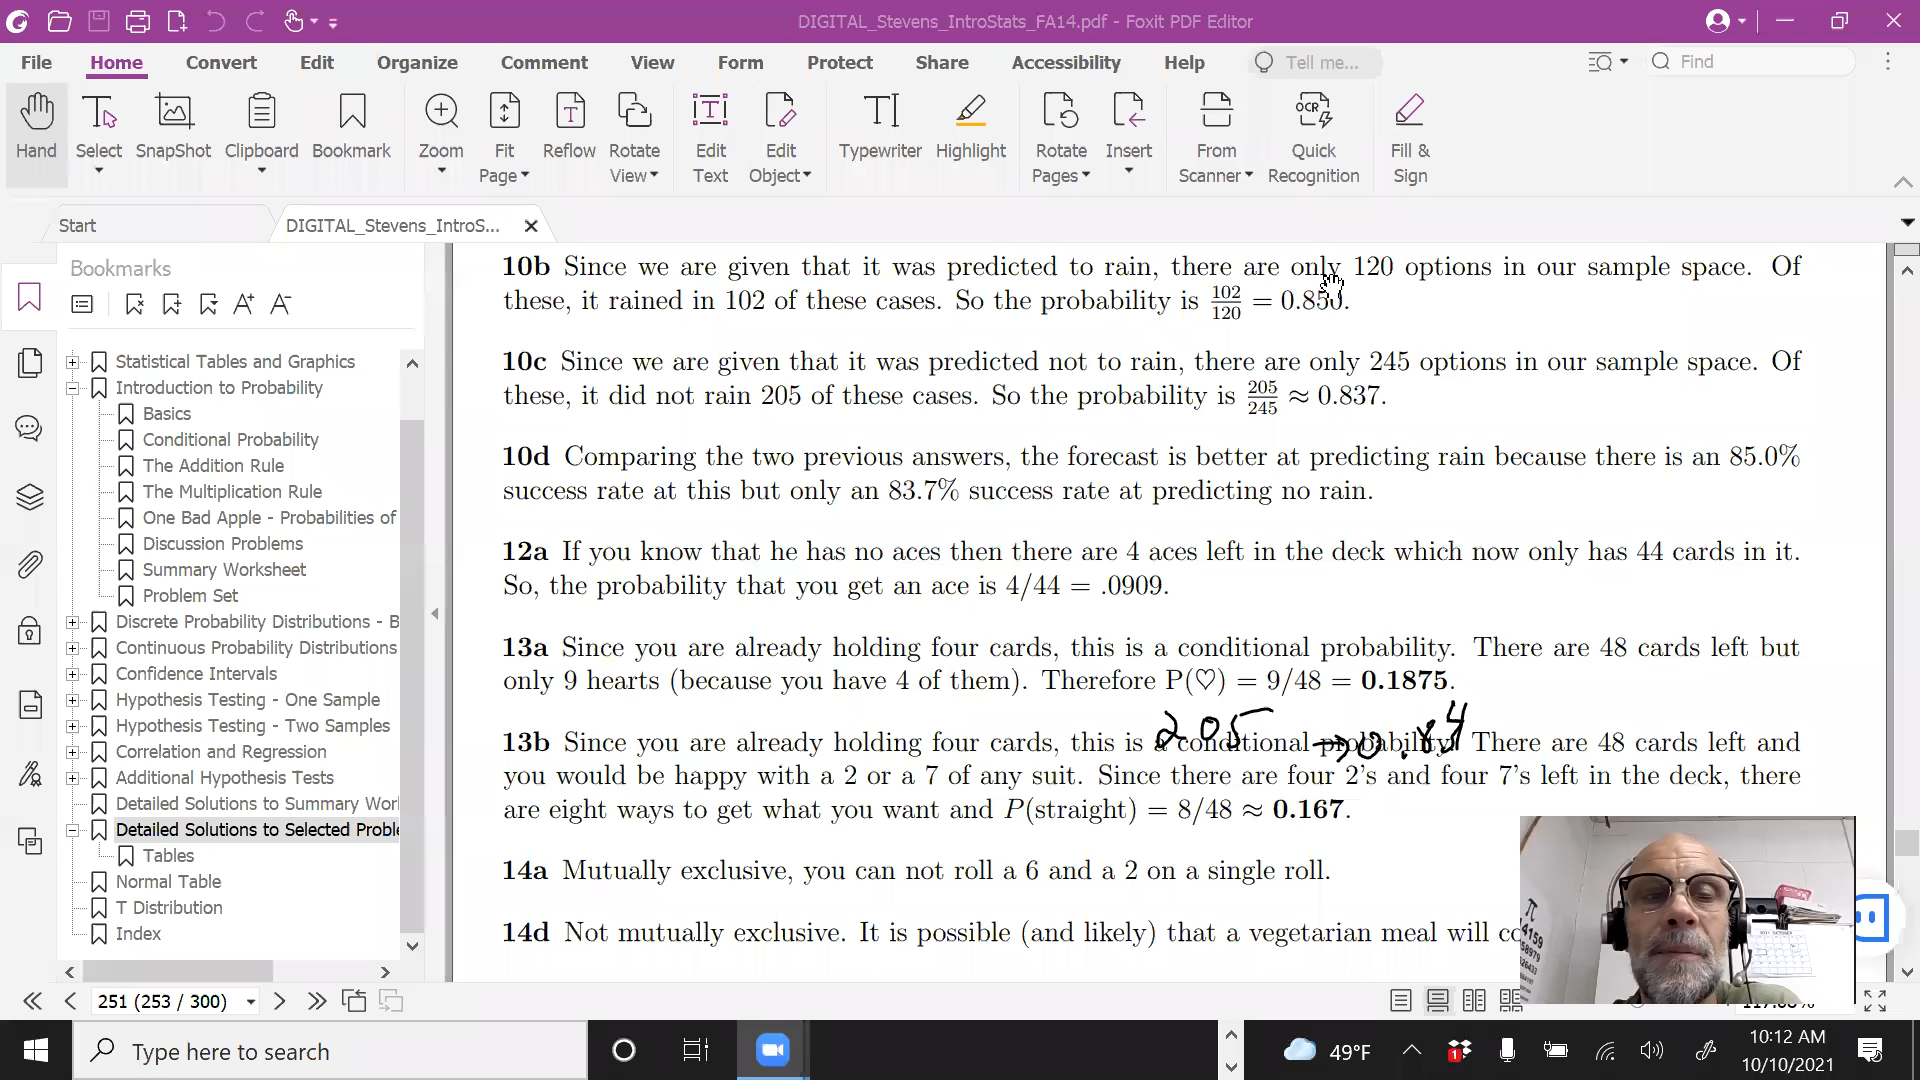 DIGITAL_Stevens_IntroStats_FA14.pdf - Foxit PDF Editor
File Home Convert Edit Organize Comment View Form Protect Share Accessibility Help Tell me... Find
Hand Select SnapShot Clipboard Bookmark Zoom Fit Page Reflow Rotate View Edit Text Edit Object Typewriter Highlight Rotate Pages Insert From Scanner OCR Quick Recognition Fill & Sign
Start DIGITAL_Stevens_IntroS...
Bookmarks
Statistical Tables and Graphics
Introduction to Probability
Basics
Conditional Probability
The Addition Rule
The Multiplication Rule
One Bad Apple - Probabilities of
Discussion Problems
Summary Worksheet
Problem Set
Discrete Probability Distributions - B
Continuous Probability Distributions
Confidence Intervals
Hypothesis Testing - One Sample
Hypothesis Testing - Two Samples
Correlation and Regression
Additional Hypothesis Tests
Detailed Solutions to Summary Wor
Detailed Solutions to Selected Proble
Tables
Normal Table
T Distribution
Index
10b Since we are given that it was predicted to rain, there are only 120 options in our sample space. Of
these, it rained in 102 of these cases. So the probability is 102/120 = 0.850.
10c Since we are given that it was predicted not to rain, there are only 245 options in our sample space. Of
these, it did not rain 205 of these cases. So the probability is 205/245 ≈ 0.837.
10d Comparing the two previous answers, the forecast is better at predicting rain because there is an 85.0%
success rate at this but only an 83.7% success rate at predicting no rain.
12a If you know that he has no aces then there are 4 aces left in the deck which now only has 44 cards in it.
So, the probability that you get an ace is 4/44 = .0909.
13a Since you are already holding four cards, this is a conditional probability. There are 48 cards left but
only 9 hearts (because you have 4 of them). Therefore P(♡) = 9/48 = 0.1875.
205 → 0.84
13b Since you are already holding four cards, this is a conditional probability. There are 48 cards left and
you would be happy with a 2 or a 7 of any suit. Since there are four 2's and four 7's left in the deck, there
are eight ways to get what you want and P(straight) = 8/48 ≈ 0.167.
14a Mutually exclusive, you can not roll a 6 and a 2 on a single roll.
14d Not mutually exclusive. It is possible (and likely) that a vegetarian meal will co
π
4159
251 (253 / 300)
Type here to search
49°F
1
10:12 AM
10/10/2021